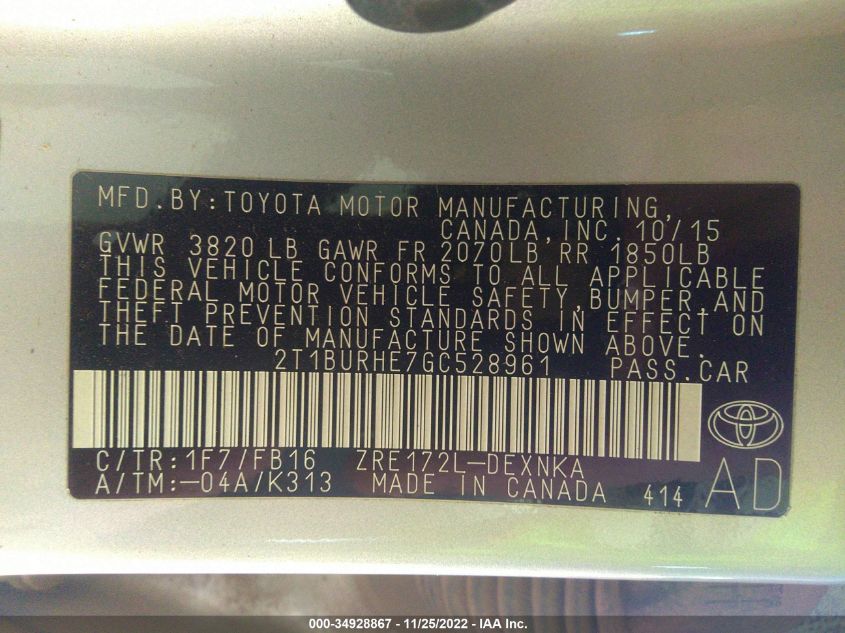 MFD.BY:TOYOTA MOTOR MANUFACTURING,
CANADA,INC. 10/15
GVWR 3820 LB GAWR FR 2070LB RR 1850LB
THIS VEHICLE CONFORMS TO ALL APPLICABLE
FEDERAL MOTOR VEHICLE SAFETY,BUMPER,AND
THEFT PREVENTION STANDARDS IN EFFECT ON
THE DATE OF MANUFACTURE SHOWN ABOVE.
2T1BURHE7GC528961 PASS.CAR
C/TR:1F7/FB16 ZRE172L-DEXNKA
A/TM:-04A/K313 MADE IN CANADA 414 AD
000-34928867 - 11/25/2022 - IAA Inc.